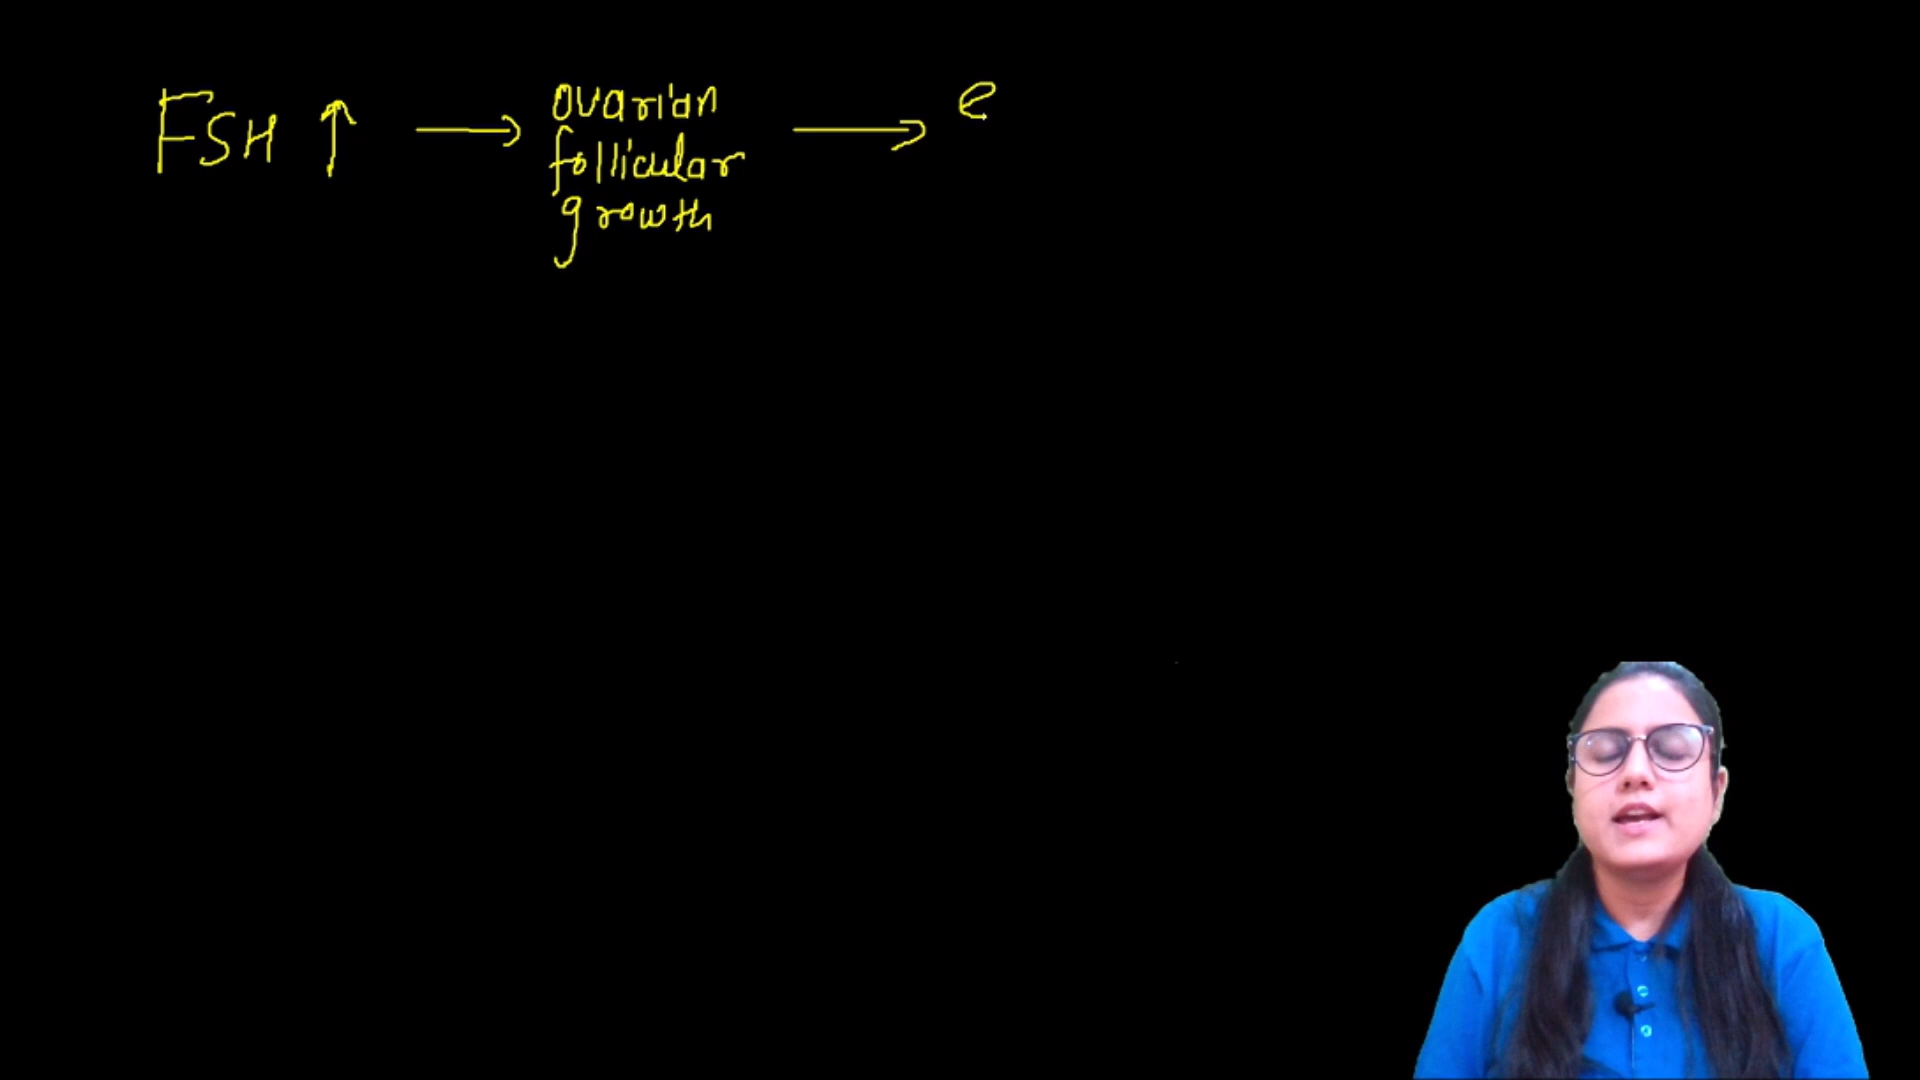 FSH ↑ → ovarian → e
follicular
growth